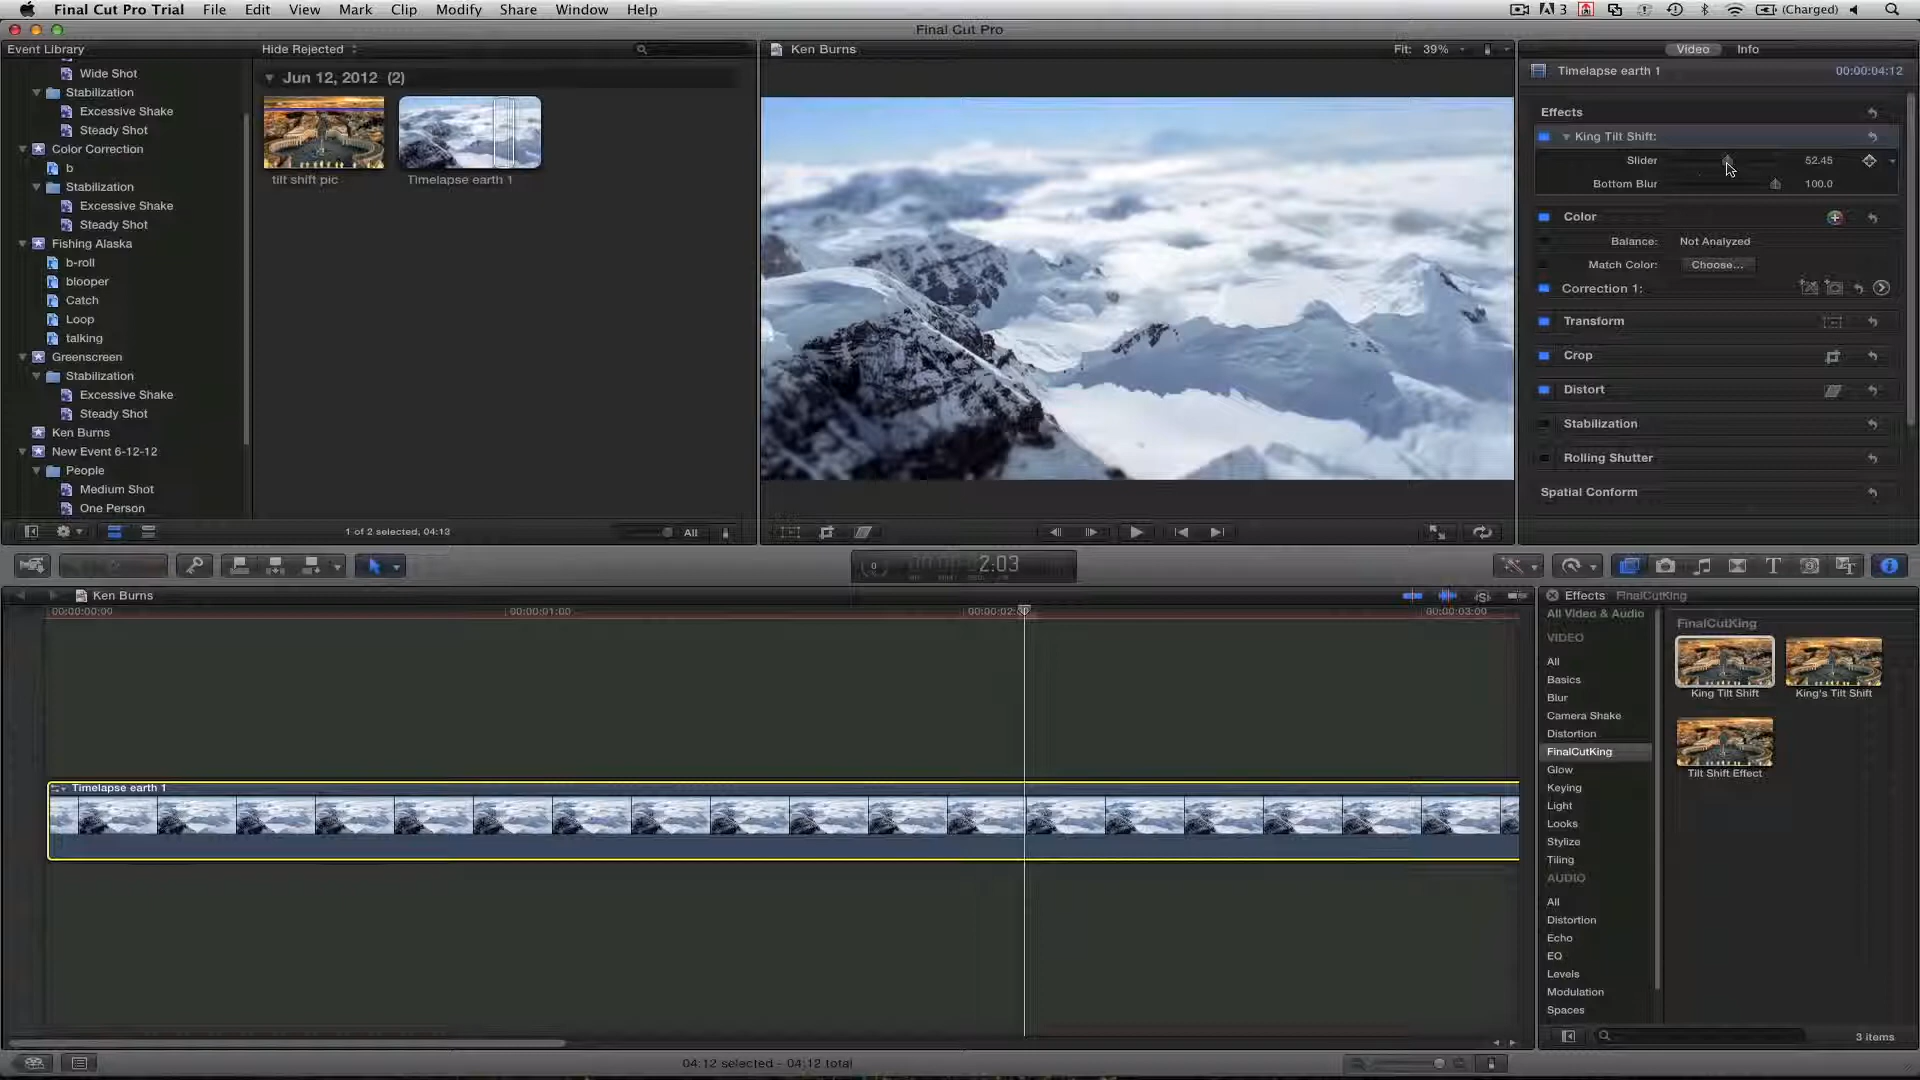 Final Cut Pro Trial File Edit View Mark Clip Modify Share Window Help
3 (Charged)
Final Cut Pro
Event Library
Wide Shot
Stabilization
Excessive Shake
Steady Shot
Color Correction
b
Stabilization
Excessive Shake
Steady Shot
Fishing Alaska
b-roll
blooper
Catch
Loop
talking
Greenscreen
Stabilization
Excessive Shake
Steady Shot
Ken Burns
New Event 6-12-12
People
Medium Shot
One Person
Hide Rejected
Jun 12, 2012 (2)
tilt shift pic
Timelapse earth 1
1 of 2 selected, 04:12
All
Ken Burns
Fit: 39%
Video Info
Timelapse earth 1 00:00:04:12
Effects
King Tilt Shift:
Slider 52.45
Bottom Blur 100.0
Color
Balance: Not Analyzed
Match Color: Choose...
Correction 1:
Transform
Crop
Distort
Stabilization
Rolling Shutter
Spatial Conform
0 2:03
Ken Burns
00:00:00:00 00:00:01:00 00:00:02:00 00:00:03:00
Timelapse earth 1
04:12 selected - 04:12 total
Effects FinalCutKing
All Video & Audio
VIDEO
All
Basics
Blur
Camera Shake
Distortion
FinalCutKing
Glow
Keying
Light
Looks
Stylize
Tiling
AUDIO
All
Distortion
Echo
EQ
Levels
Modulation
Spaces
FinalCutKing
King Tilt Shift
King's Tilt Shift
Tilt Shift Effect
3 items